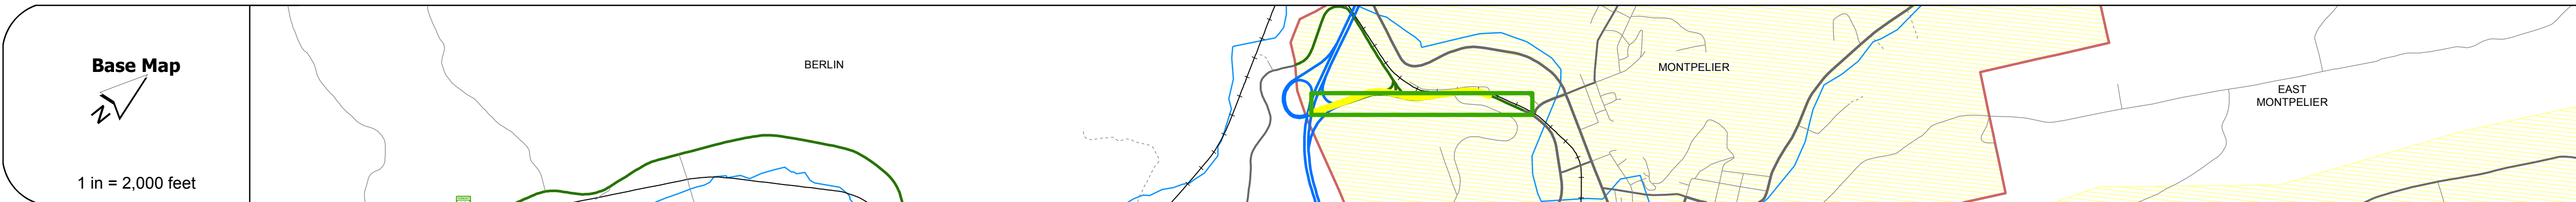 Base Map
N
1 in = 2,000 feet
BERLIN
MONTPELIER
EAST
MONTPELIER